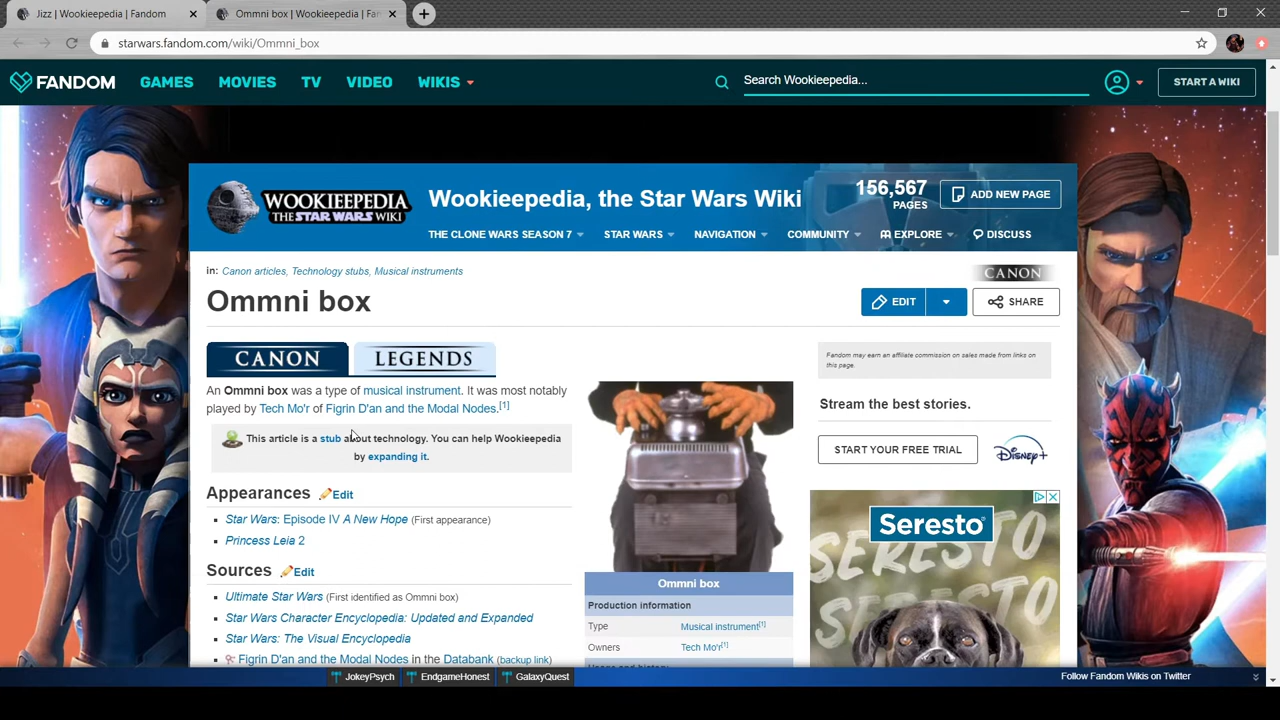 Jizz | Wookieepedia | Fandom
Ommni box | Wookieepedia | Fan
starwars.fandom.com/wiki/Ommni_box
FANDOM GAMES MOVIES TV VIDEO WIKIS Search Wookieepedia... START A WIKI
WOOKIEEPEDIA
THE STAR WARS WIKI
Wookieepedia, the Star Wars Wiki
156,567
PAGES
ADD NEW PAGE
THE CLONE WARS SEASON 7 STAR WARS NAVIGATION COMMUNITY EXPLORE DISCUSS
in: Canon articles, Technology stubs, Musical instruments
CANON
Ommni box
EDIT
SHARE
CANON LEGENDS
An Ommni box was a type of musical instrument. It was most notably
played by Tech Mo'r of Figrin D'an and the Modal Nodes.[1]
This article is a stub about technology. You can help Wookieepedia
by expanding it.
Appearances Edit
Star Wars: Episode IV A New Hope (First appearance)
Princess Leia 2
Sources Edit
Ultimate Star Wars (First identified as Ommni box)
Star Wars Character Encyclopedia: Updated and Expanded
Star Wars: The Visual Encyclopedia
Figrin D'an and the Modal Nodes in the Databank (backup link)
Ommni box
Production information
Type Musical instrument[1]
Owners Tech Mo'r[1]
Usage and history
Fandom may earn an affiliate commission on sales made from links on
this page.
Stream the best stories.
START YOUR FREE TRIAL
Disney+
Seresto
SERESTO
SERESTO
JokeyPsych EndgameHonest GalaxyQuest
Follow Fandom Wikis on Twitter